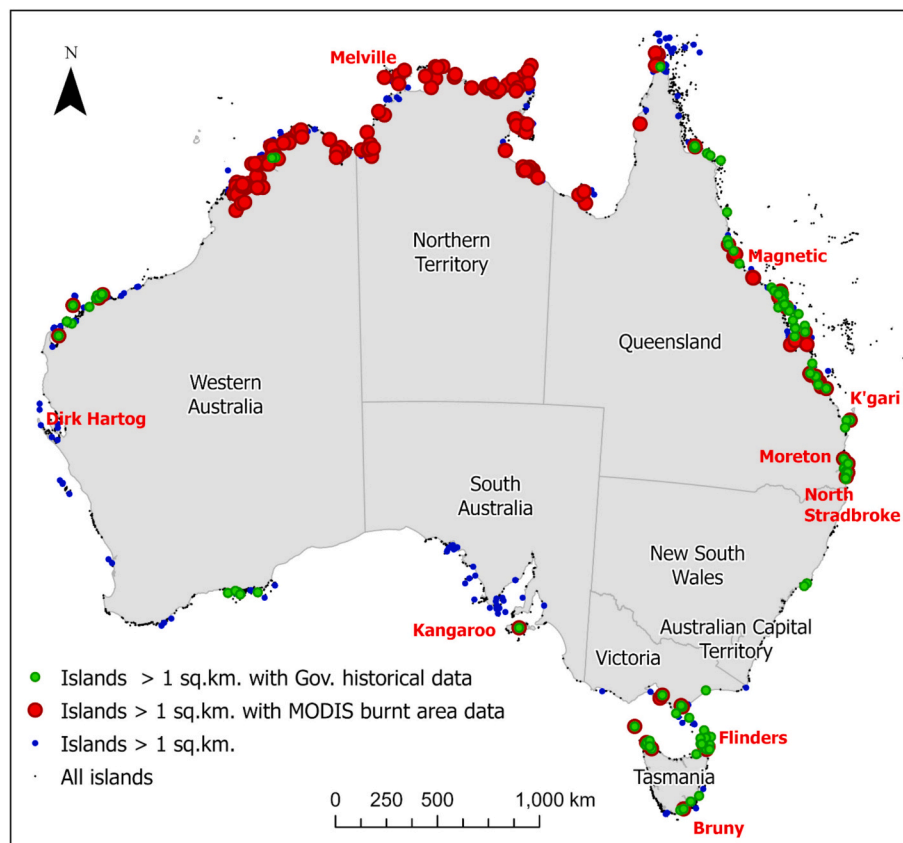 N
Melville
Northern
Territory
Magnetic
Queensland
Western
Australia
Dirk Hartog
K'gari
Moreton
South
Australia
North
Stradbroke
New South
Wales
Kangaroo
Australian Capital
Territory
Victoria
Islands > 1 sq.km. with Gov. historical data
Islands > 1 sq.km. with MODIS burnt area data
Islands > 1 sq.km.
All islands
Flinders
Tasmania
0 250 500 1,000 km
Bruny